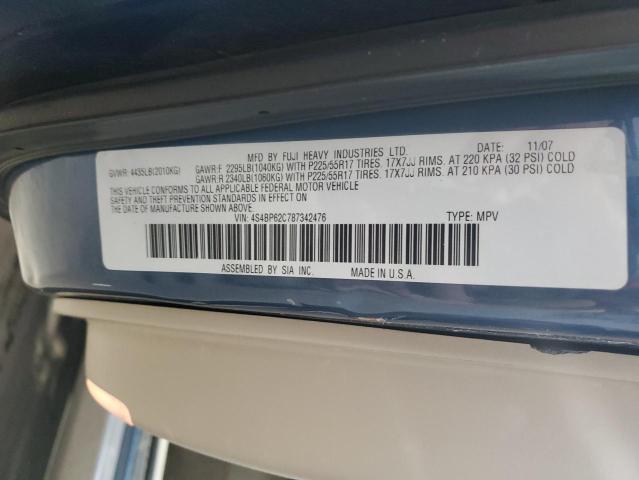 MFD BY FUJI HEAVY INDUSTRIES LTD. DATE: 11/07
GVWR: 4435LB(2010KG) GAWR:F 2295LB(1040KG) WITH P225/55R17 TIRES. 17X7JJ RIMS. AT 220 KPA (32 PSI) COLD
GAWR:R 2340LB(1060KG) WITH P225/55R17 TIRES. 17X7JJ RIMS. AT 210 KPA (30 PSI) COLD
THIS VEHICLE CONFORMS TO ALL APPLICABLE FEDERAL MOTOR VEHICLE
SAFETY, BUMPER, AND THEFT PREVENTION STANDARDS IN EFFECT ON THE
DATE OF MANUFACTURE SHOWN ABOVE.
VIN: 4S4BP62C787342476 TYPE: MPV
ASSEMBLED BY SIA INC. MADE IN U.S.A.